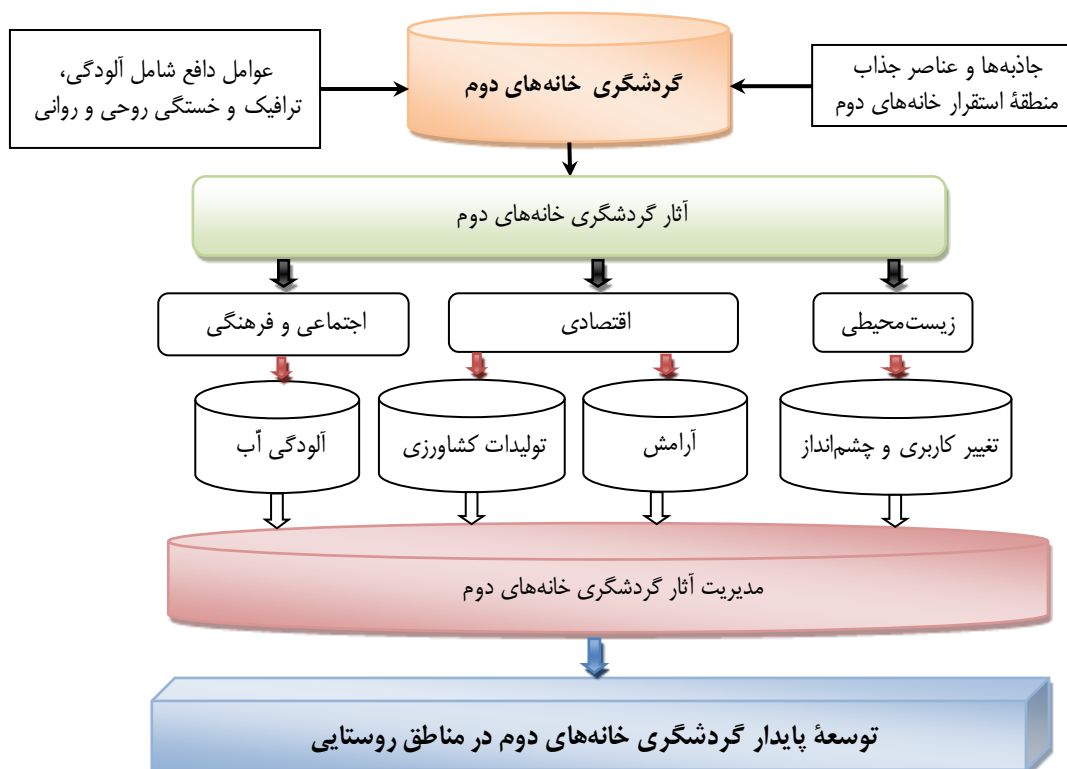 جاذبه‌ها و عناصر جذاب
منطقهٔ استقرار خانه‌های دوم
گردشگری خانه‌های دوم
عوامل دافع شامل آلودگی،
ترافیک و خستگی روحی و روانی
آثار گردشگری خانه‌های دوم
زیست‌محیطی
اقتصادی
اجتماعی و فرهنگی
تغییر کاربری و چشم‌انداز
آرامش
تولیدات کشاورزی
آلودگی آب
مدیریت آثار گردشگری خانه‌های دوم
توسعهٔ پایدار گردشگری خانه‌های دوم در مناطق روستایی